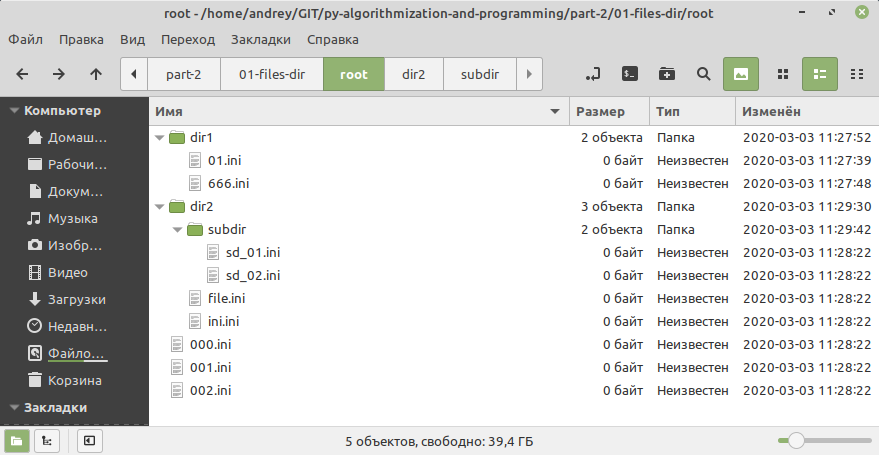 root - /home/andrey/GIT/py-algorithmization-and-programming/part-2/01-files-dir/root
Файл Правка Вид Переход Закладки Справка
part-2 01-files-dir root dir2 subdir
Компьютер
Домаш...
Рабочи...
Докум...
Музыка
Изобр...
Видео
Загрузки
Недавн...
Файло...
Корзина
Закладки
Имя Размер Тип Изменён
dir1 2 объекта Папка 2020-03-03 11:27:52
01.ini 0 байт Неизвестен 2020-03-03 11:27:39
666.ini 0 байт Неизвестен 2020-03-03 11:27:48
dir2 3 объекта Папка 2020-03-03 11:29:30
subdir 2 объекта Папка 2020-03-03 11:29:42
sd_01.ini 0 байт Неизвестен 2020-03-03 11:28:22
sd_02.ini 0 байт Неизвестен 2020-03-03 11:28:22
file.ini 0 байт Неизвестен 2020-03-03 11:28:22
ini.ini 0 байт Неизвестен 2020-03-03 11:28:22
000.ini 0 байт Неизвестен 2020-03-03 11:28:22
001.ini 0 байт Неизвестен 2020-03-03 11:28:22
002.ini 0 байт Неизвестен 2020-03-03 11:28:22
5 объектов, свободно: 39,4 ГБ